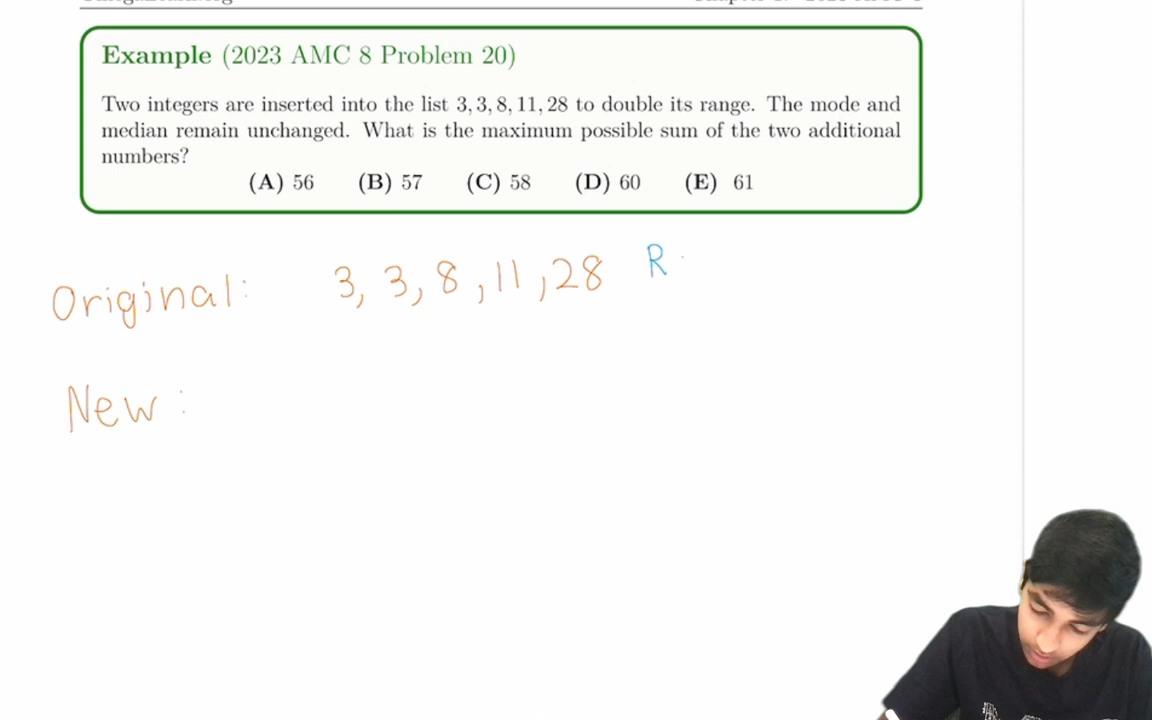 Example (2023 AMC 8 Problem 20)
Two integers are inserted into the list 3, 3, 8, 11, 28 to double its range. The mode and
median remain unchanged. What is the maximum possible sum of the two additional
numbers?
(A) 56 (B) 57 (C) 58 (D) 60 (E) 61
Original: 3, 3, 8, 11, 28 R
New: